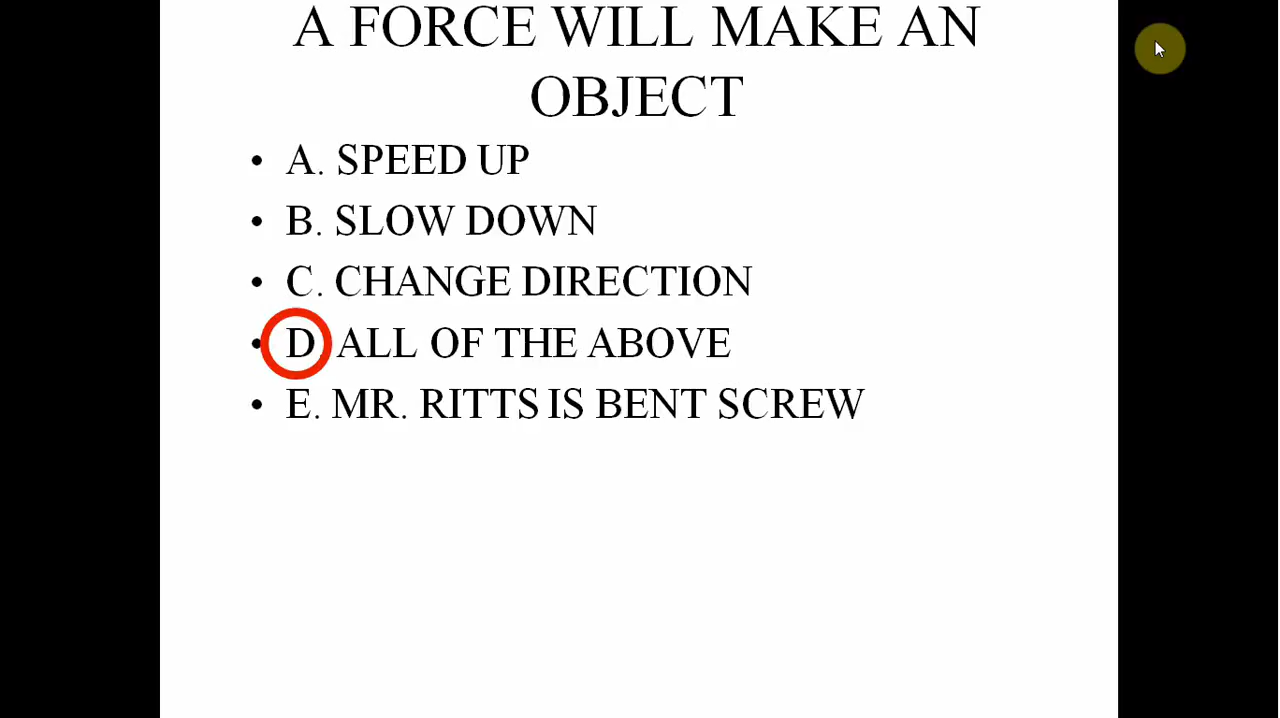 A FORCE WILL MAKE AN
OBJECT
• A. SPEED UP
• B. SLOW DOWN
• C. CHANGE DIRECTION
• D. ALL OF THE ABOVE
• E. MR. RITTS IS BENT SCREW